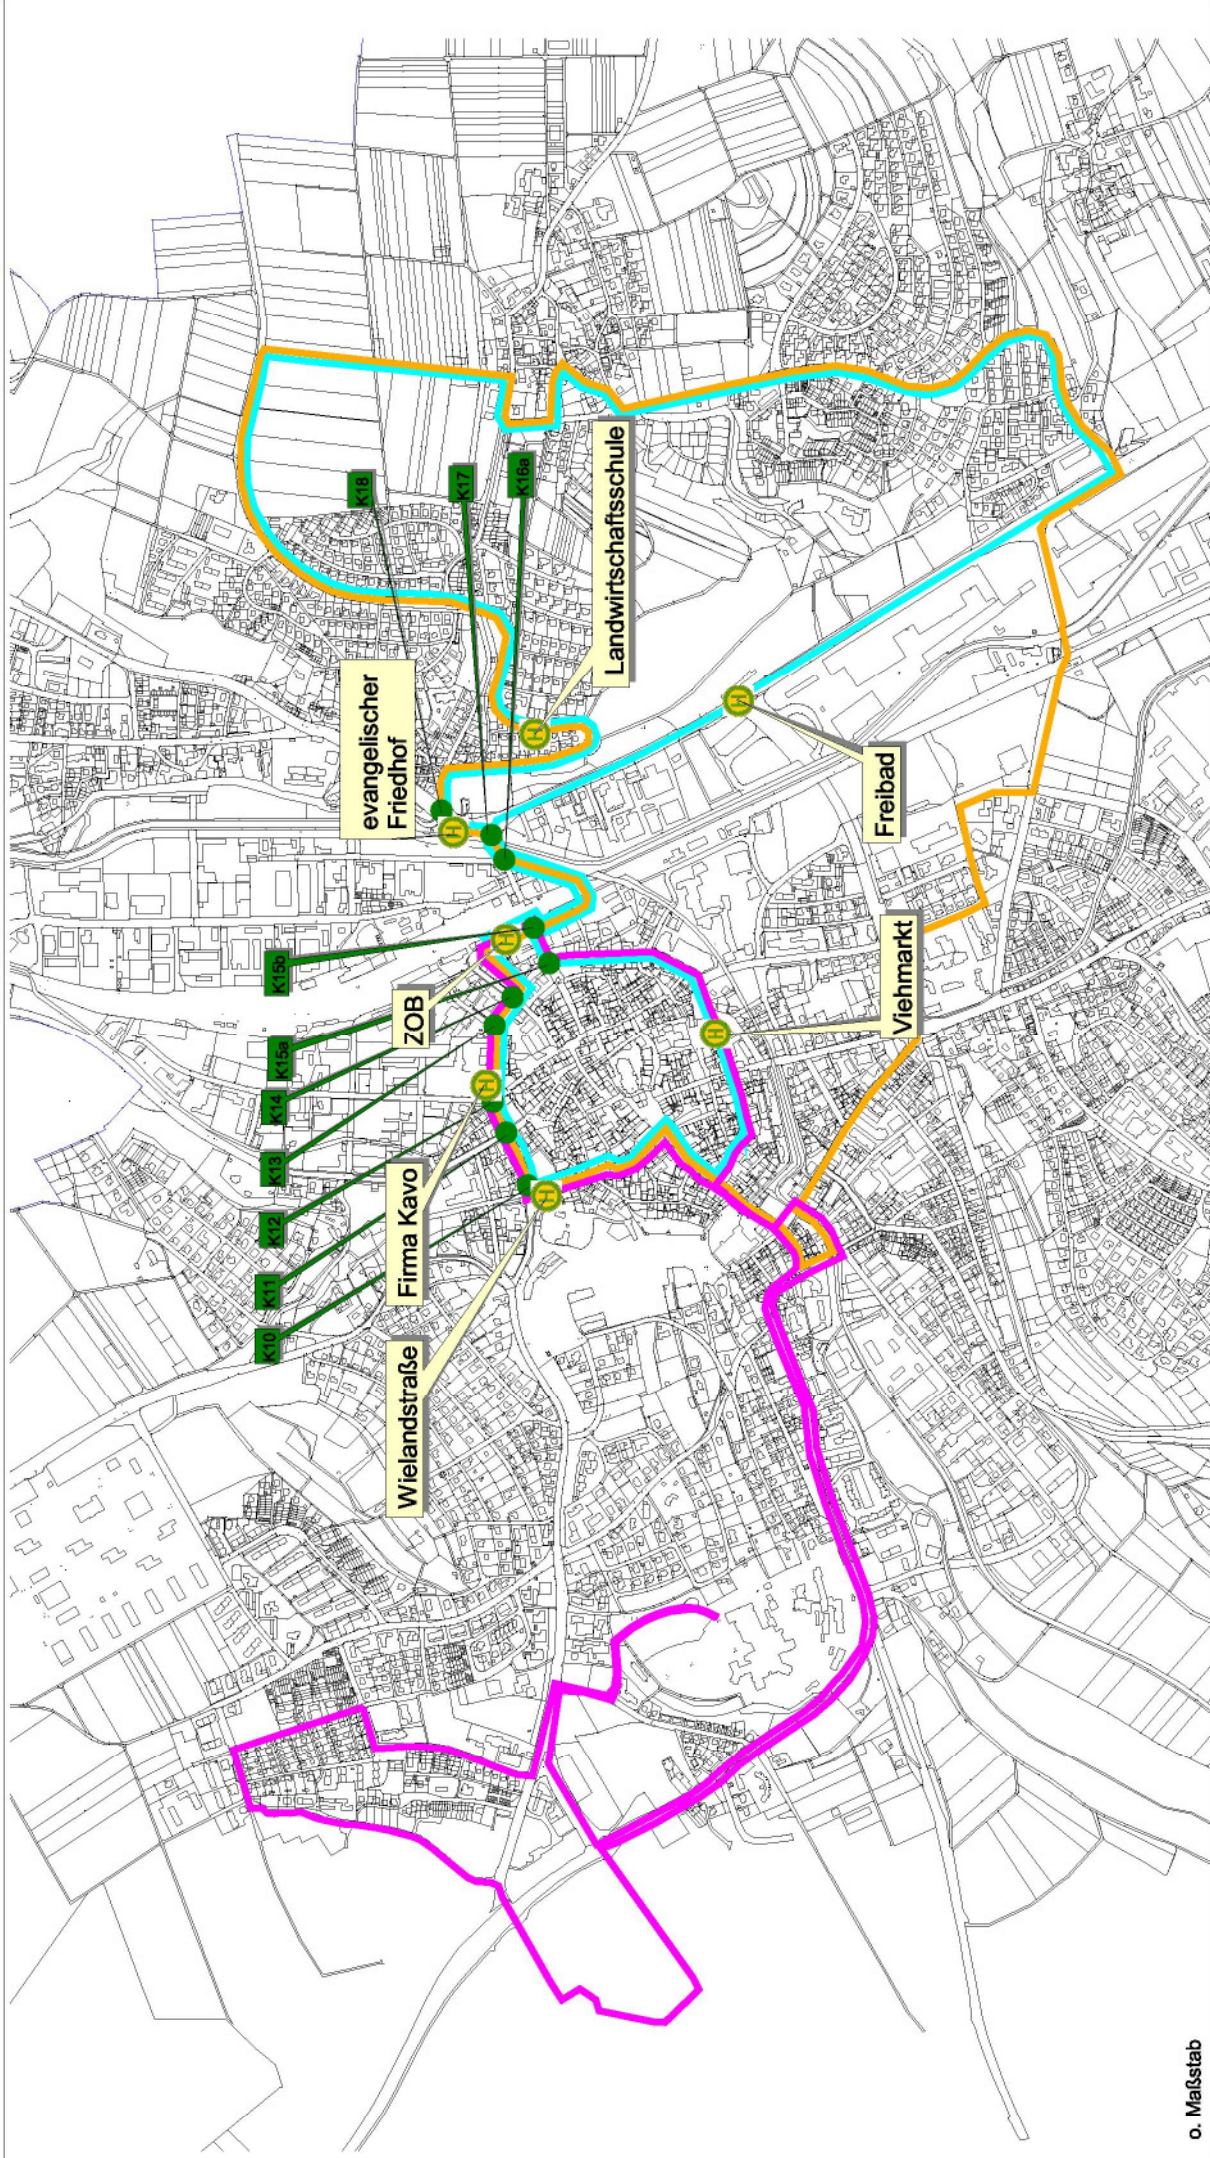 K10
K11
K12
K13
K14
K15a
K15b
K18
K17
K16a
Wielandstraße
Firma Kavo
ZOB
evangelischer
Friedhof
Landwirtschaftsschule
Viehmarkt
Freibad
H
H
H
H
H
H
H
o. Maßstab